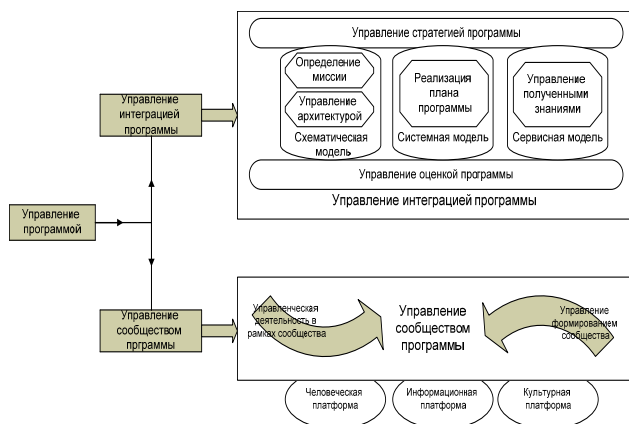 Управление стратегией программы
Определение
миссии
Управление
архитектурой
Схематическая
модель
Реализация
плана
программы
Системная модель
Управление
полученными
знаниями
Сервисная модель
Управление оценкой программы
Управление интеграцией программы
Управление
интеграцией
программы
Управление
программой
Управление
сообществом
прграммы
Управленческая
деятельность в
рамках сообщества
Управление
сообществом
программы
Управление
формированием
сообщества
Человеческая
платформа
Информационная
платформа
Культурная
платформа